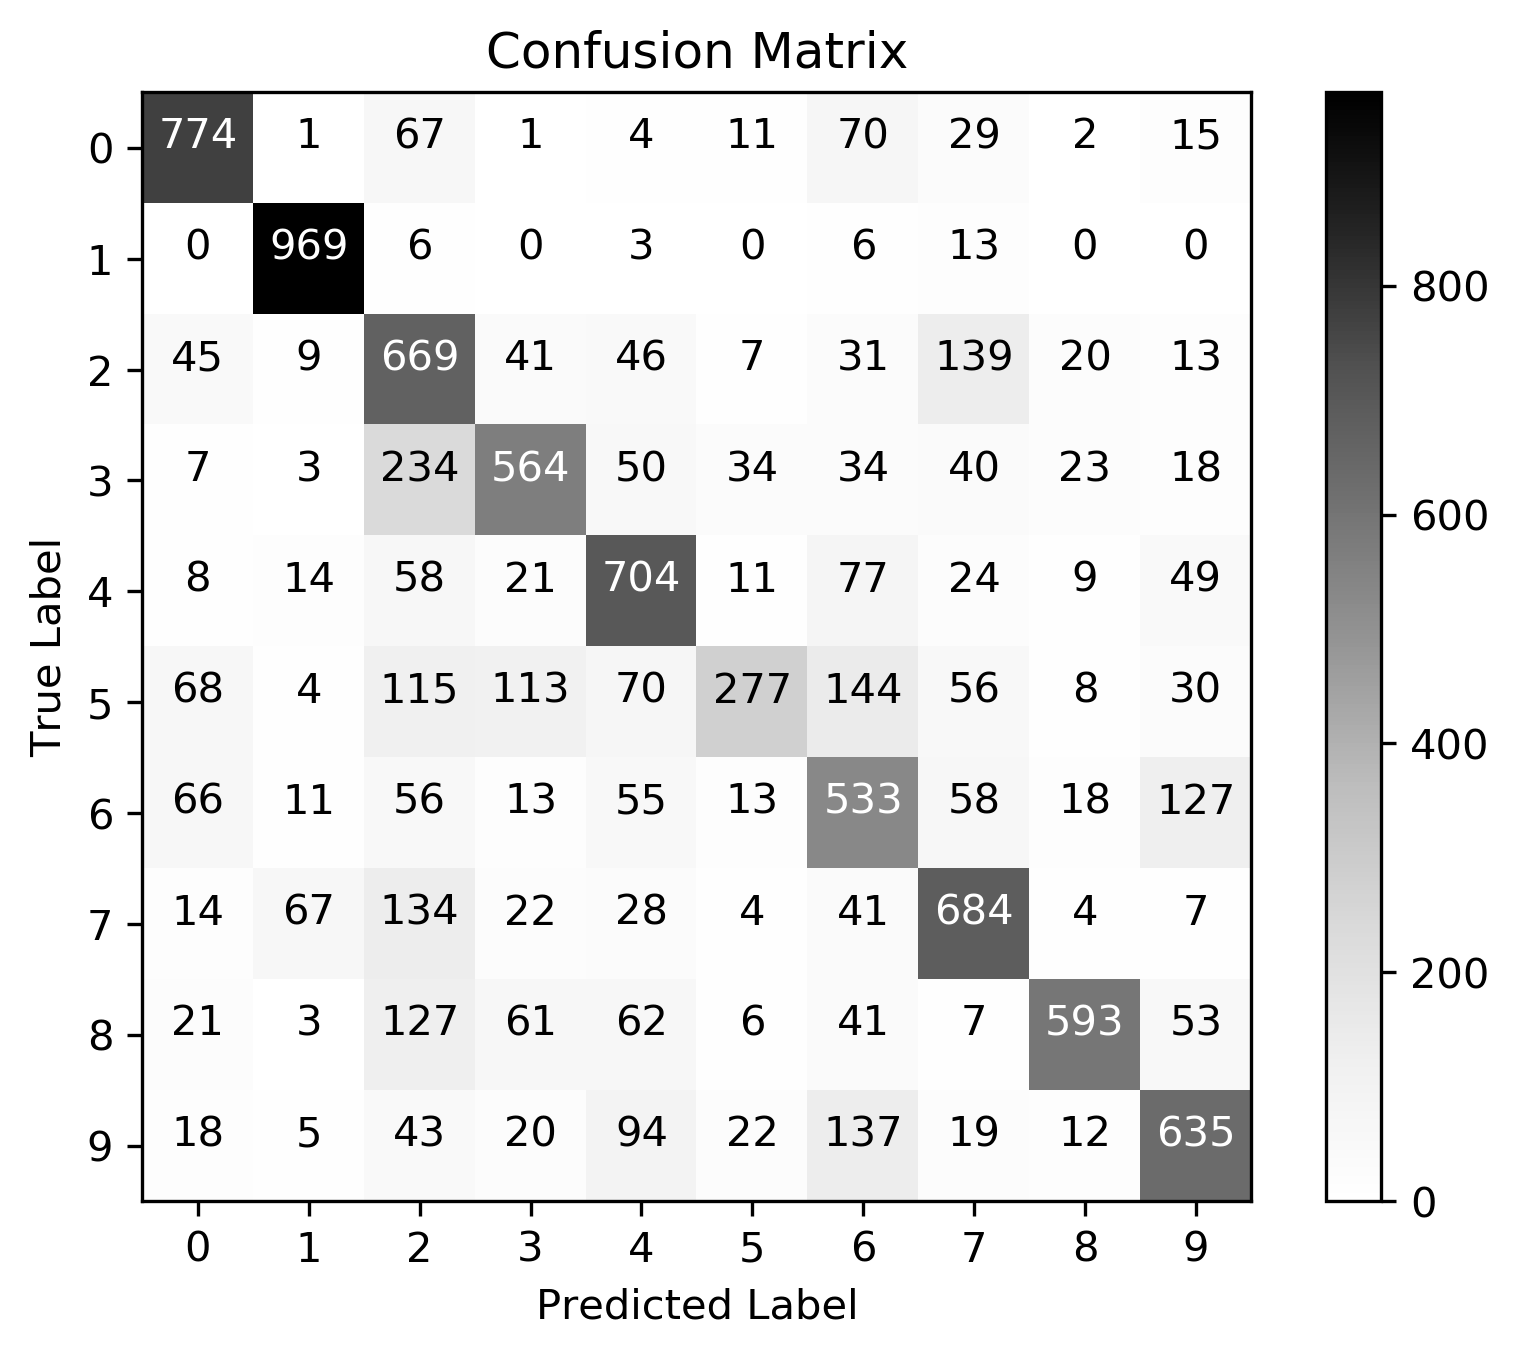 Confusion Matrix
0 774 1 67 1 4 11 70 29 2 15
1 0 969 6 0 3 0 6 13 0 0
2 45 9 669 41 46 7 31 139 20 13
3 7 3 234 564 50 34 34 40 23 18
4 8 14 58 21 704 11 77 24 9 49
5 68 4 115 113 70 277 144 56 8 30
6 66 11 56 13 55 13 533 58 18 127
7 14 67 134 22 28 4 41 684 4 7
8 21 3 127 61 62 6 41 7 593 53
9 18 5 43 20 94 22 137 19 12 635
0 1 2 3 4 5 6 7 8 9
True Label
Predicted Label
800
600
400
200
0